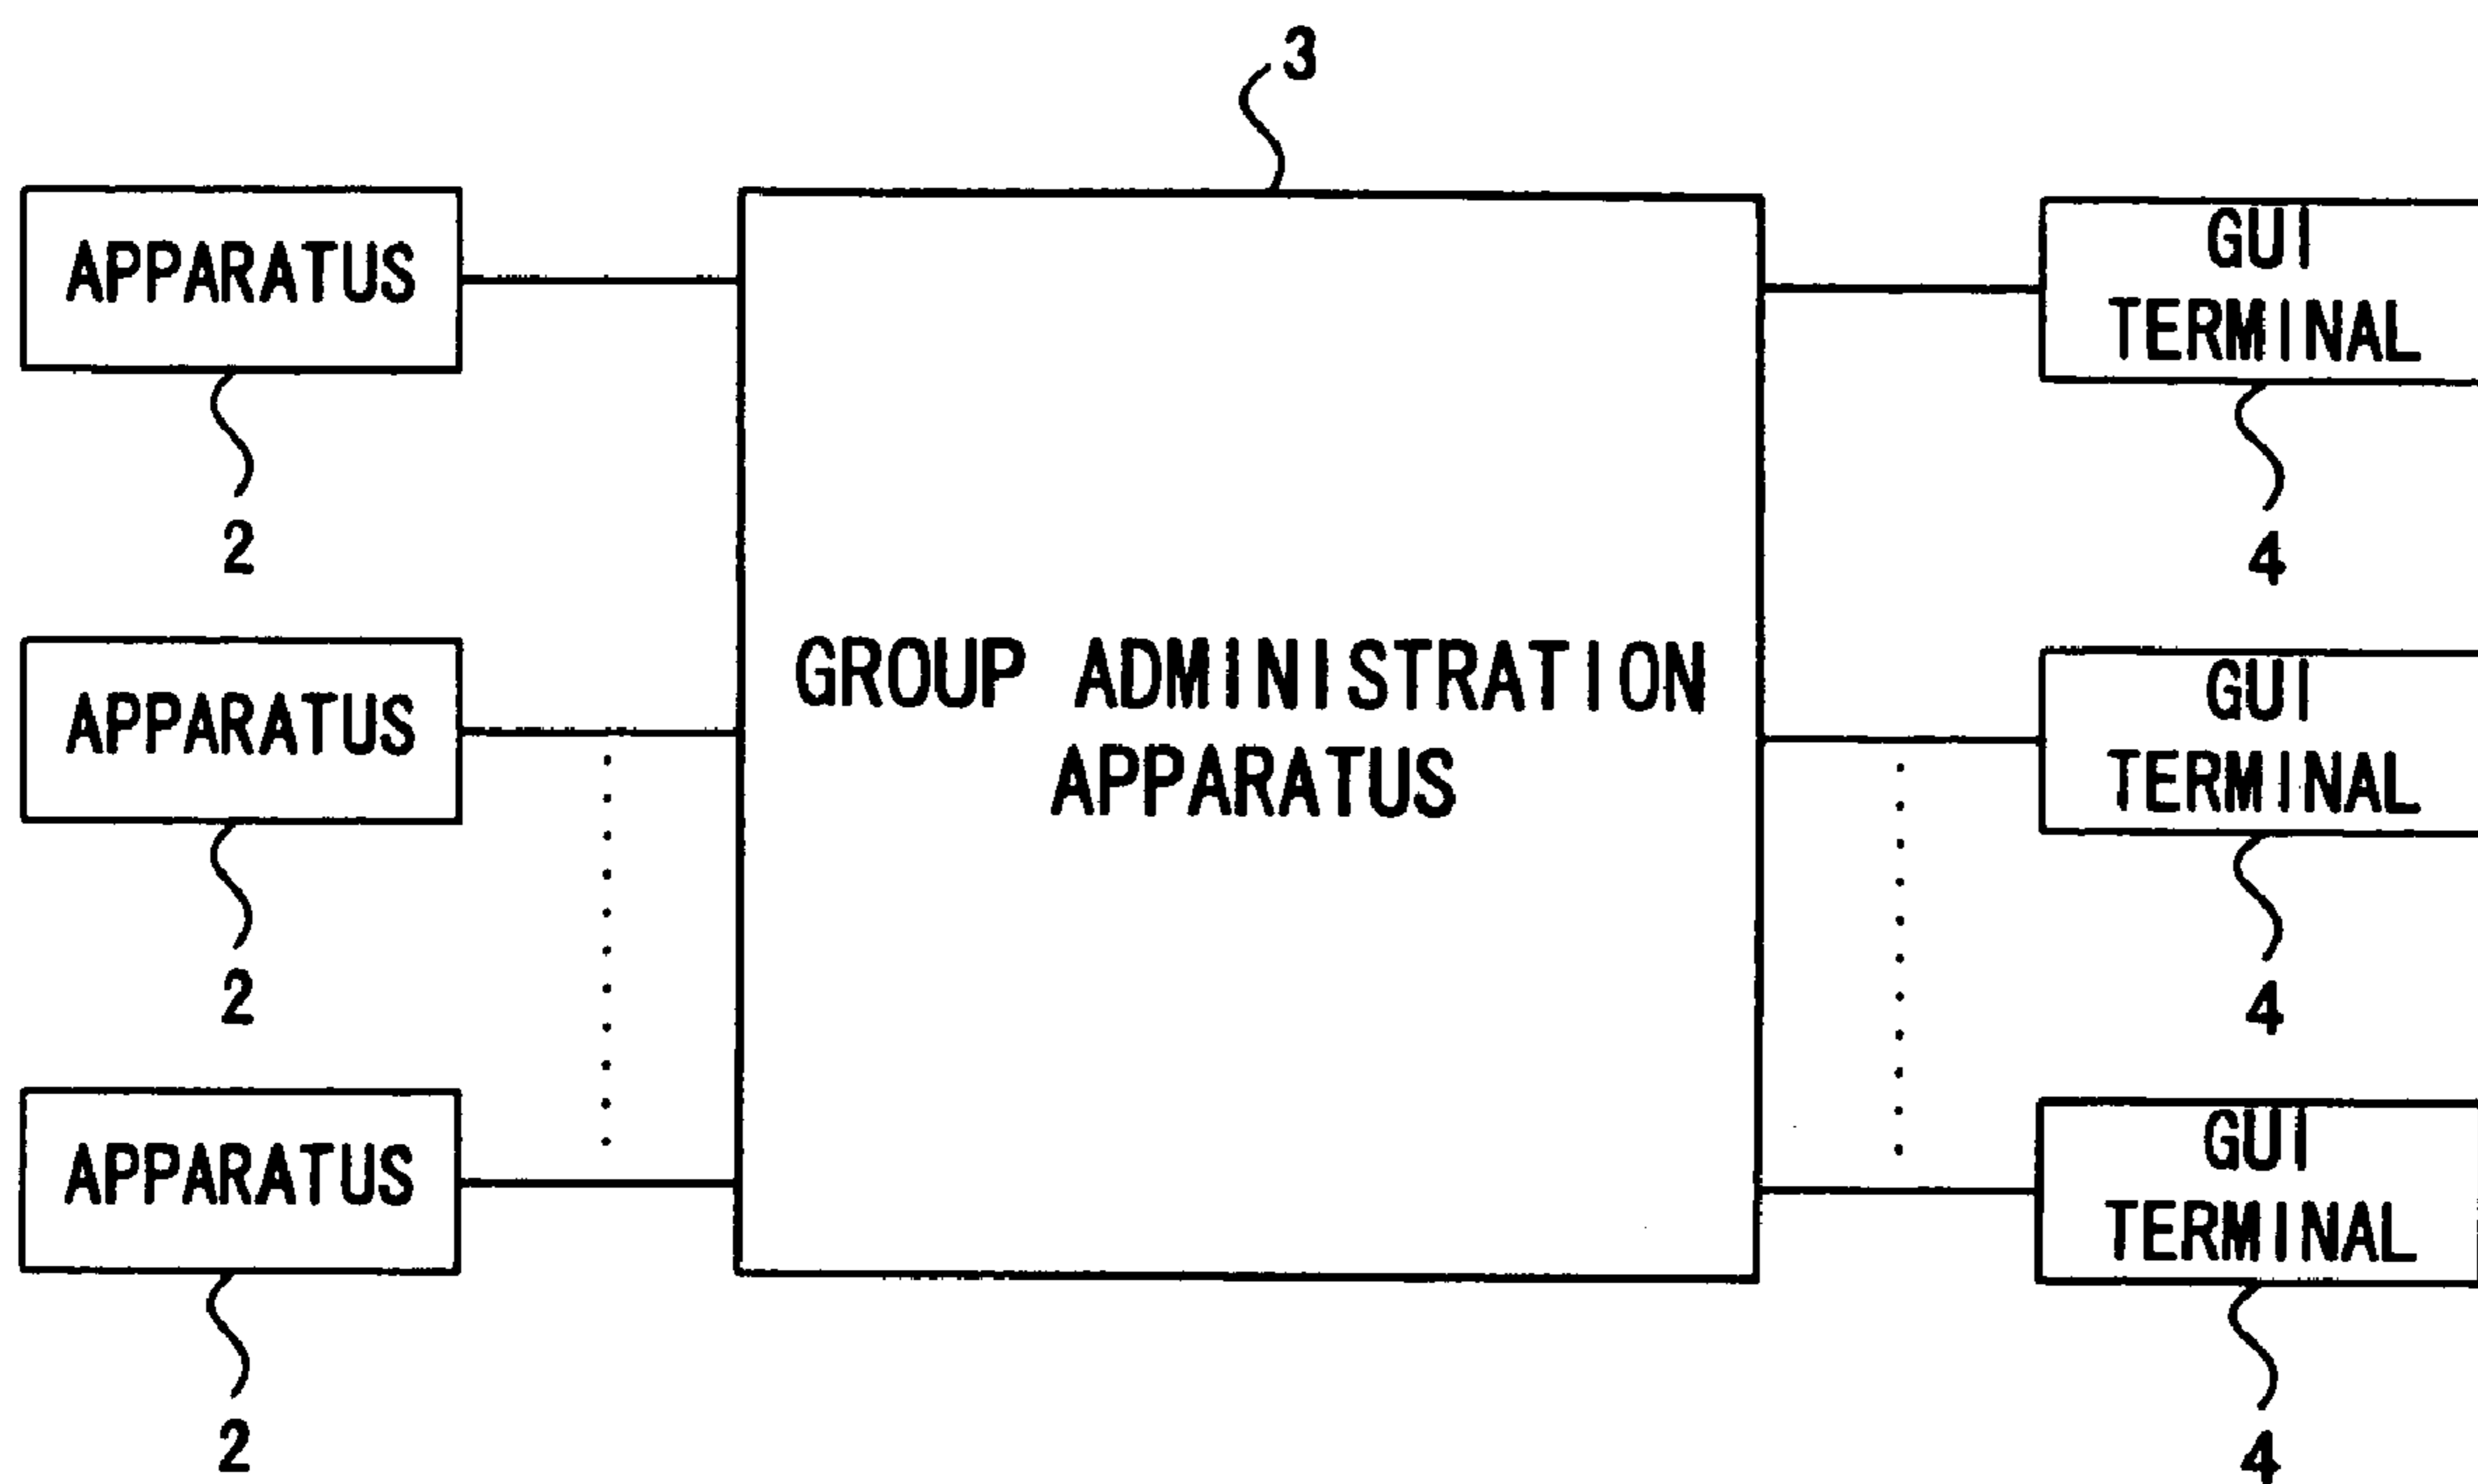 3
APPARATUS
2
APPARATUS
2
APPARATUS
2
GROUP ADMINISTRATION
APPARATUS
GUI
TERMINAL
4
GUI
TERMINAL
4
GUI
TERMINAL
4